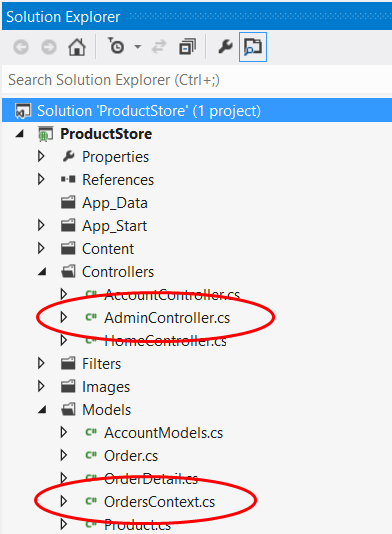 Solution Explorer
Search Solution Explorer (Ctrl+;)
Solution 'ProductStore' (1 project)
ProductStore
Properties
References
App_Data
App_Start
Content
Controllers
C# AccountController.cs
C# AdminController.cs
C# HomeController.cs
Filters
Images
Models
C# AccountModels.cs
C# Order.cs
C# OrderDetail.cs
C# OrdersContext.cs
C# Product.cs